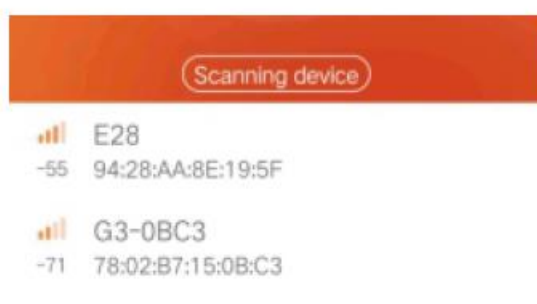 Scanning device
E28
-55 94:28:AA:8E:19:5F
G3-0BC3
-71 78:02:B7:15:0B:C3